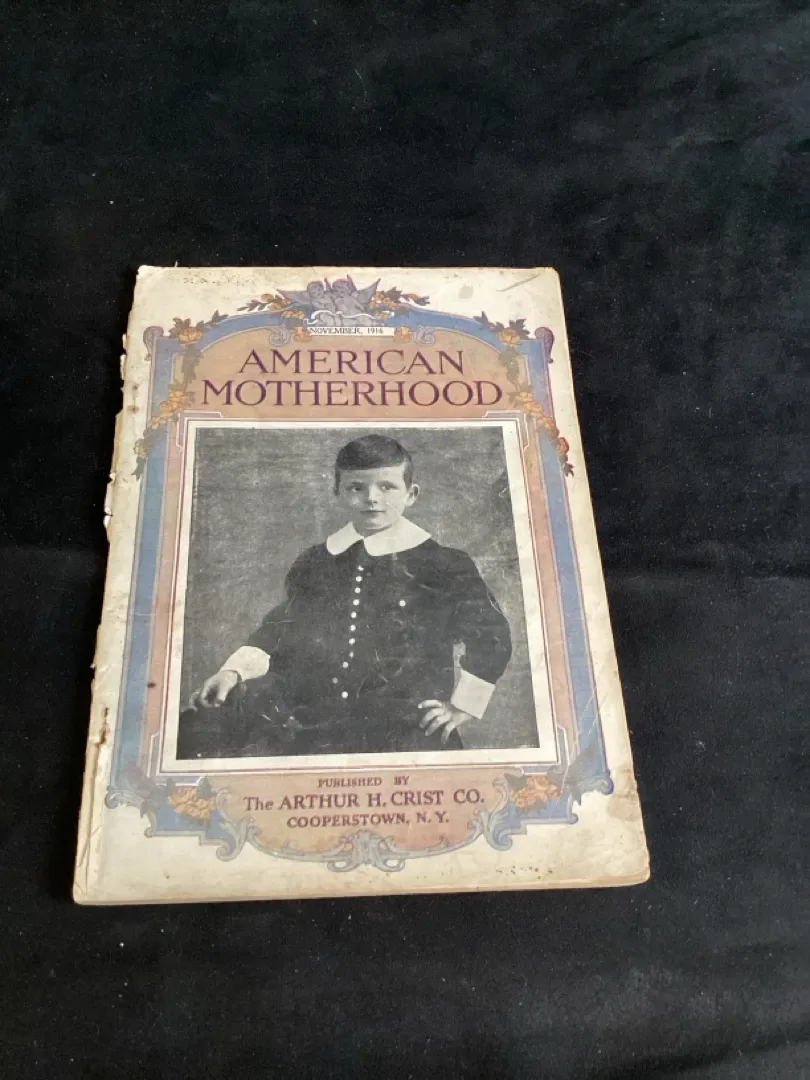 NOVEMBER, 1916
AMERICAN
MOTHERHOOD
PUBLISHED BY
The ARTHUR H. CRIST CO.
COOPERSTOWN, N. Y.